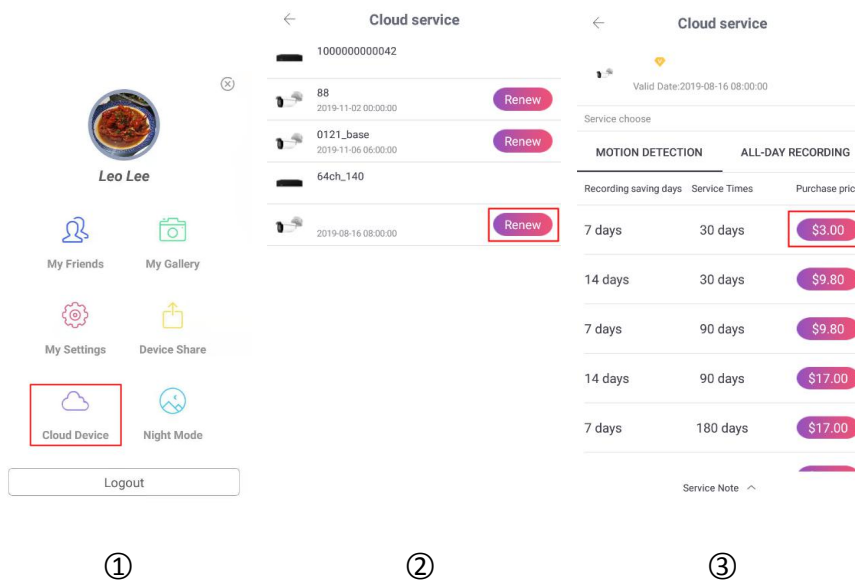 Leo Lee
My Friends
My Gallery
My Settings
Device Share
Cloud Device
Night Mode
Logout
①
Cloud service
1000000000042
88
2019-11-02 00:00:00
Renew
0121_base
2019-11-06 06:00:00
Renew
64ch_140
2019-08-16 08:00:00
Renew
②
Cloud service
Valid Date:2019-08-16 08:00:00
Service choose
MOTION DETECTION ALL-DAY RECORDING
Recording saving days Service Times Purchase pric
7 days 30 days $3.00
14 days 30 days $9.80
7 days 90 days $9.80
14 days 90 days $17.00
7 days 180 days $17.00
Service Note
③